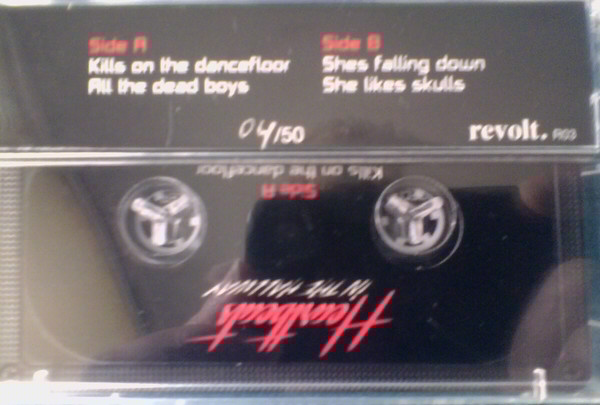 Side A
Kills on the dancefloor
All the dead boys
Side B
Shes falling down
She likes skulls
04/50
revolt. R03
Kills on the dancefloor
Side A
IN THE HALLWAY
Heartbeats